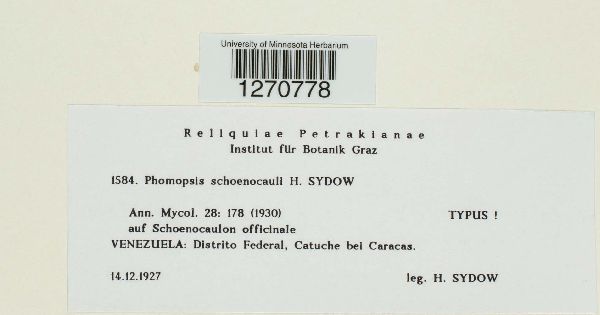 University of Minnesota Herbarium
1270778
Reliquiae Petrakianae
Institut für Botanik Graz
1584. Phomopsis schoenocauli H. SYDOW
Ann. Mycol. 28: 178 (1930) TYPUS !
auf Schoenocaulon officinale
VENEZUELA: Distrito Federal, Catuche bei Caracas.
14.12.1927 leg. H. SYDOW